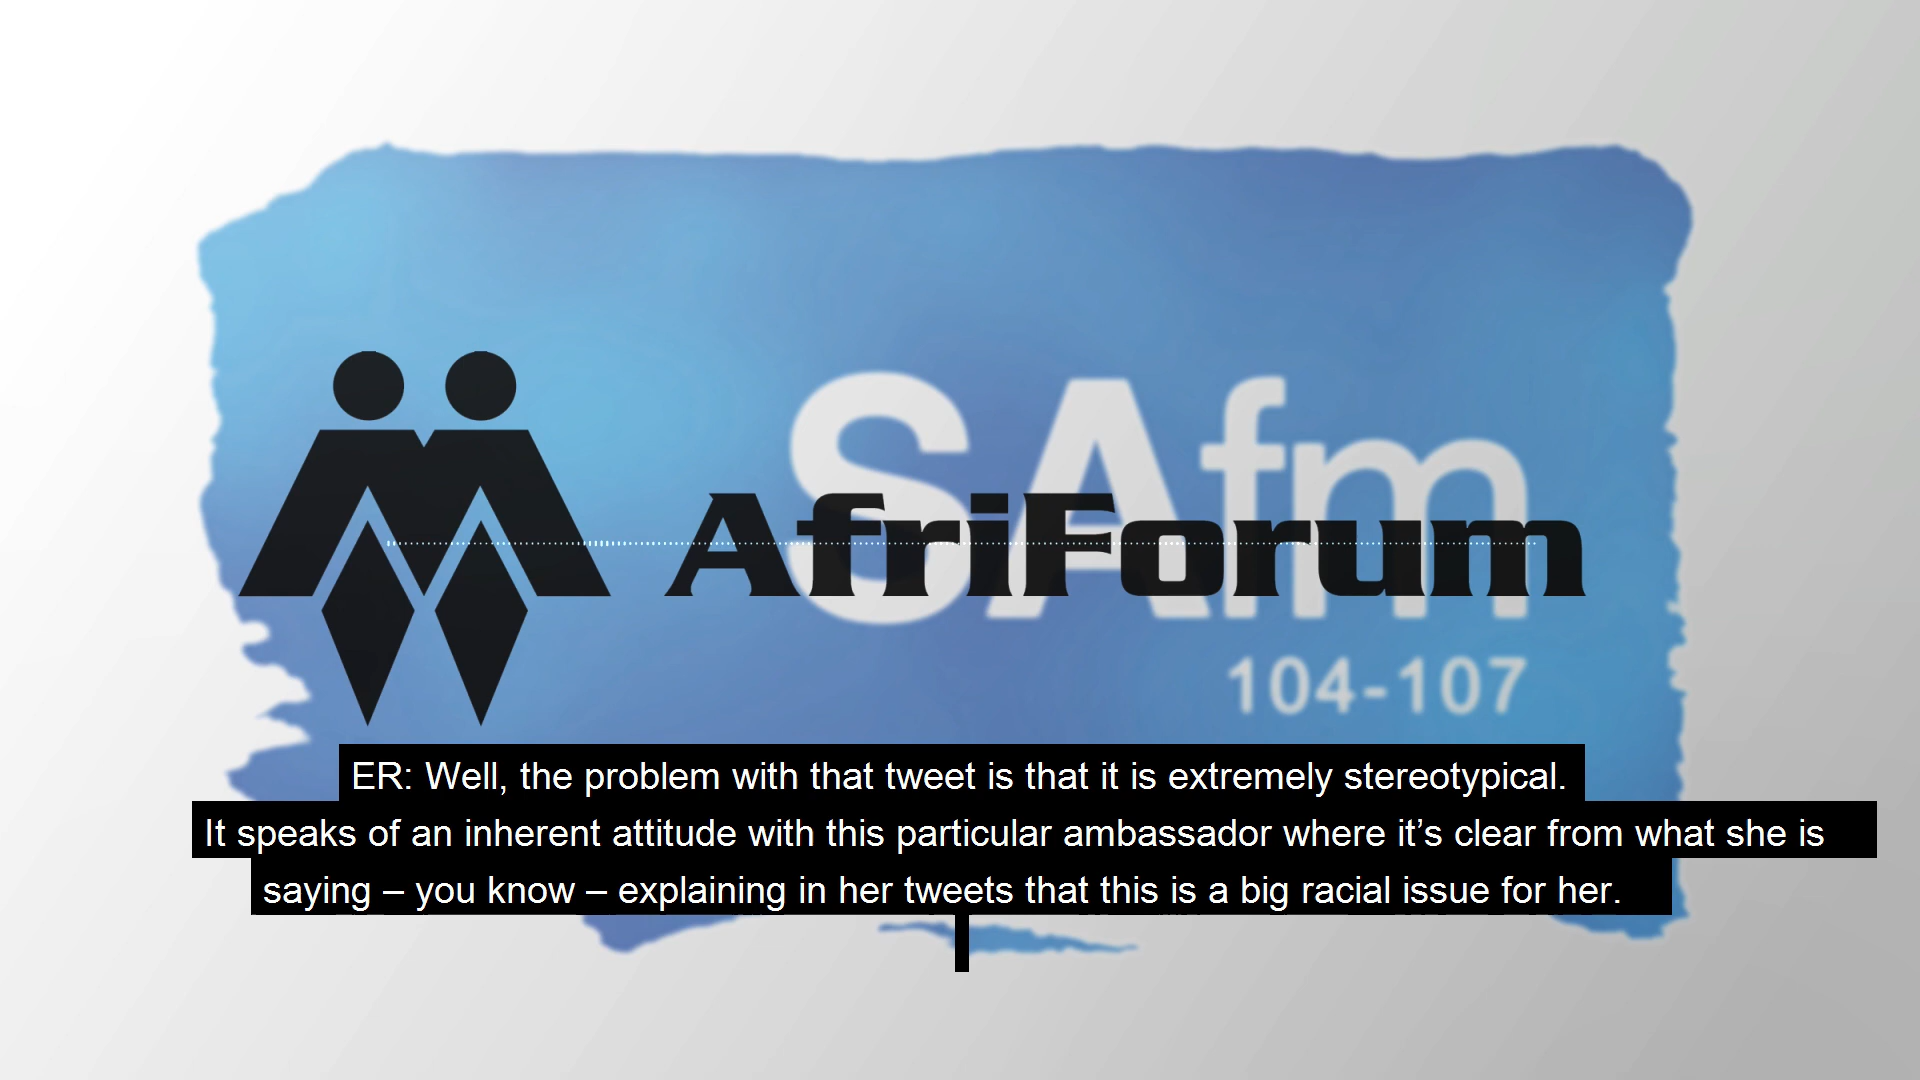 SAfm
AfriForum
104-107
ER: Well, the problem with that tweet is that it is extremely stereotypical.
It speaks of an inherent attitude with this particular ambassador where it’s clear from what she is
saying – you know – explaining in her tweets that this is a big racial issue for her.